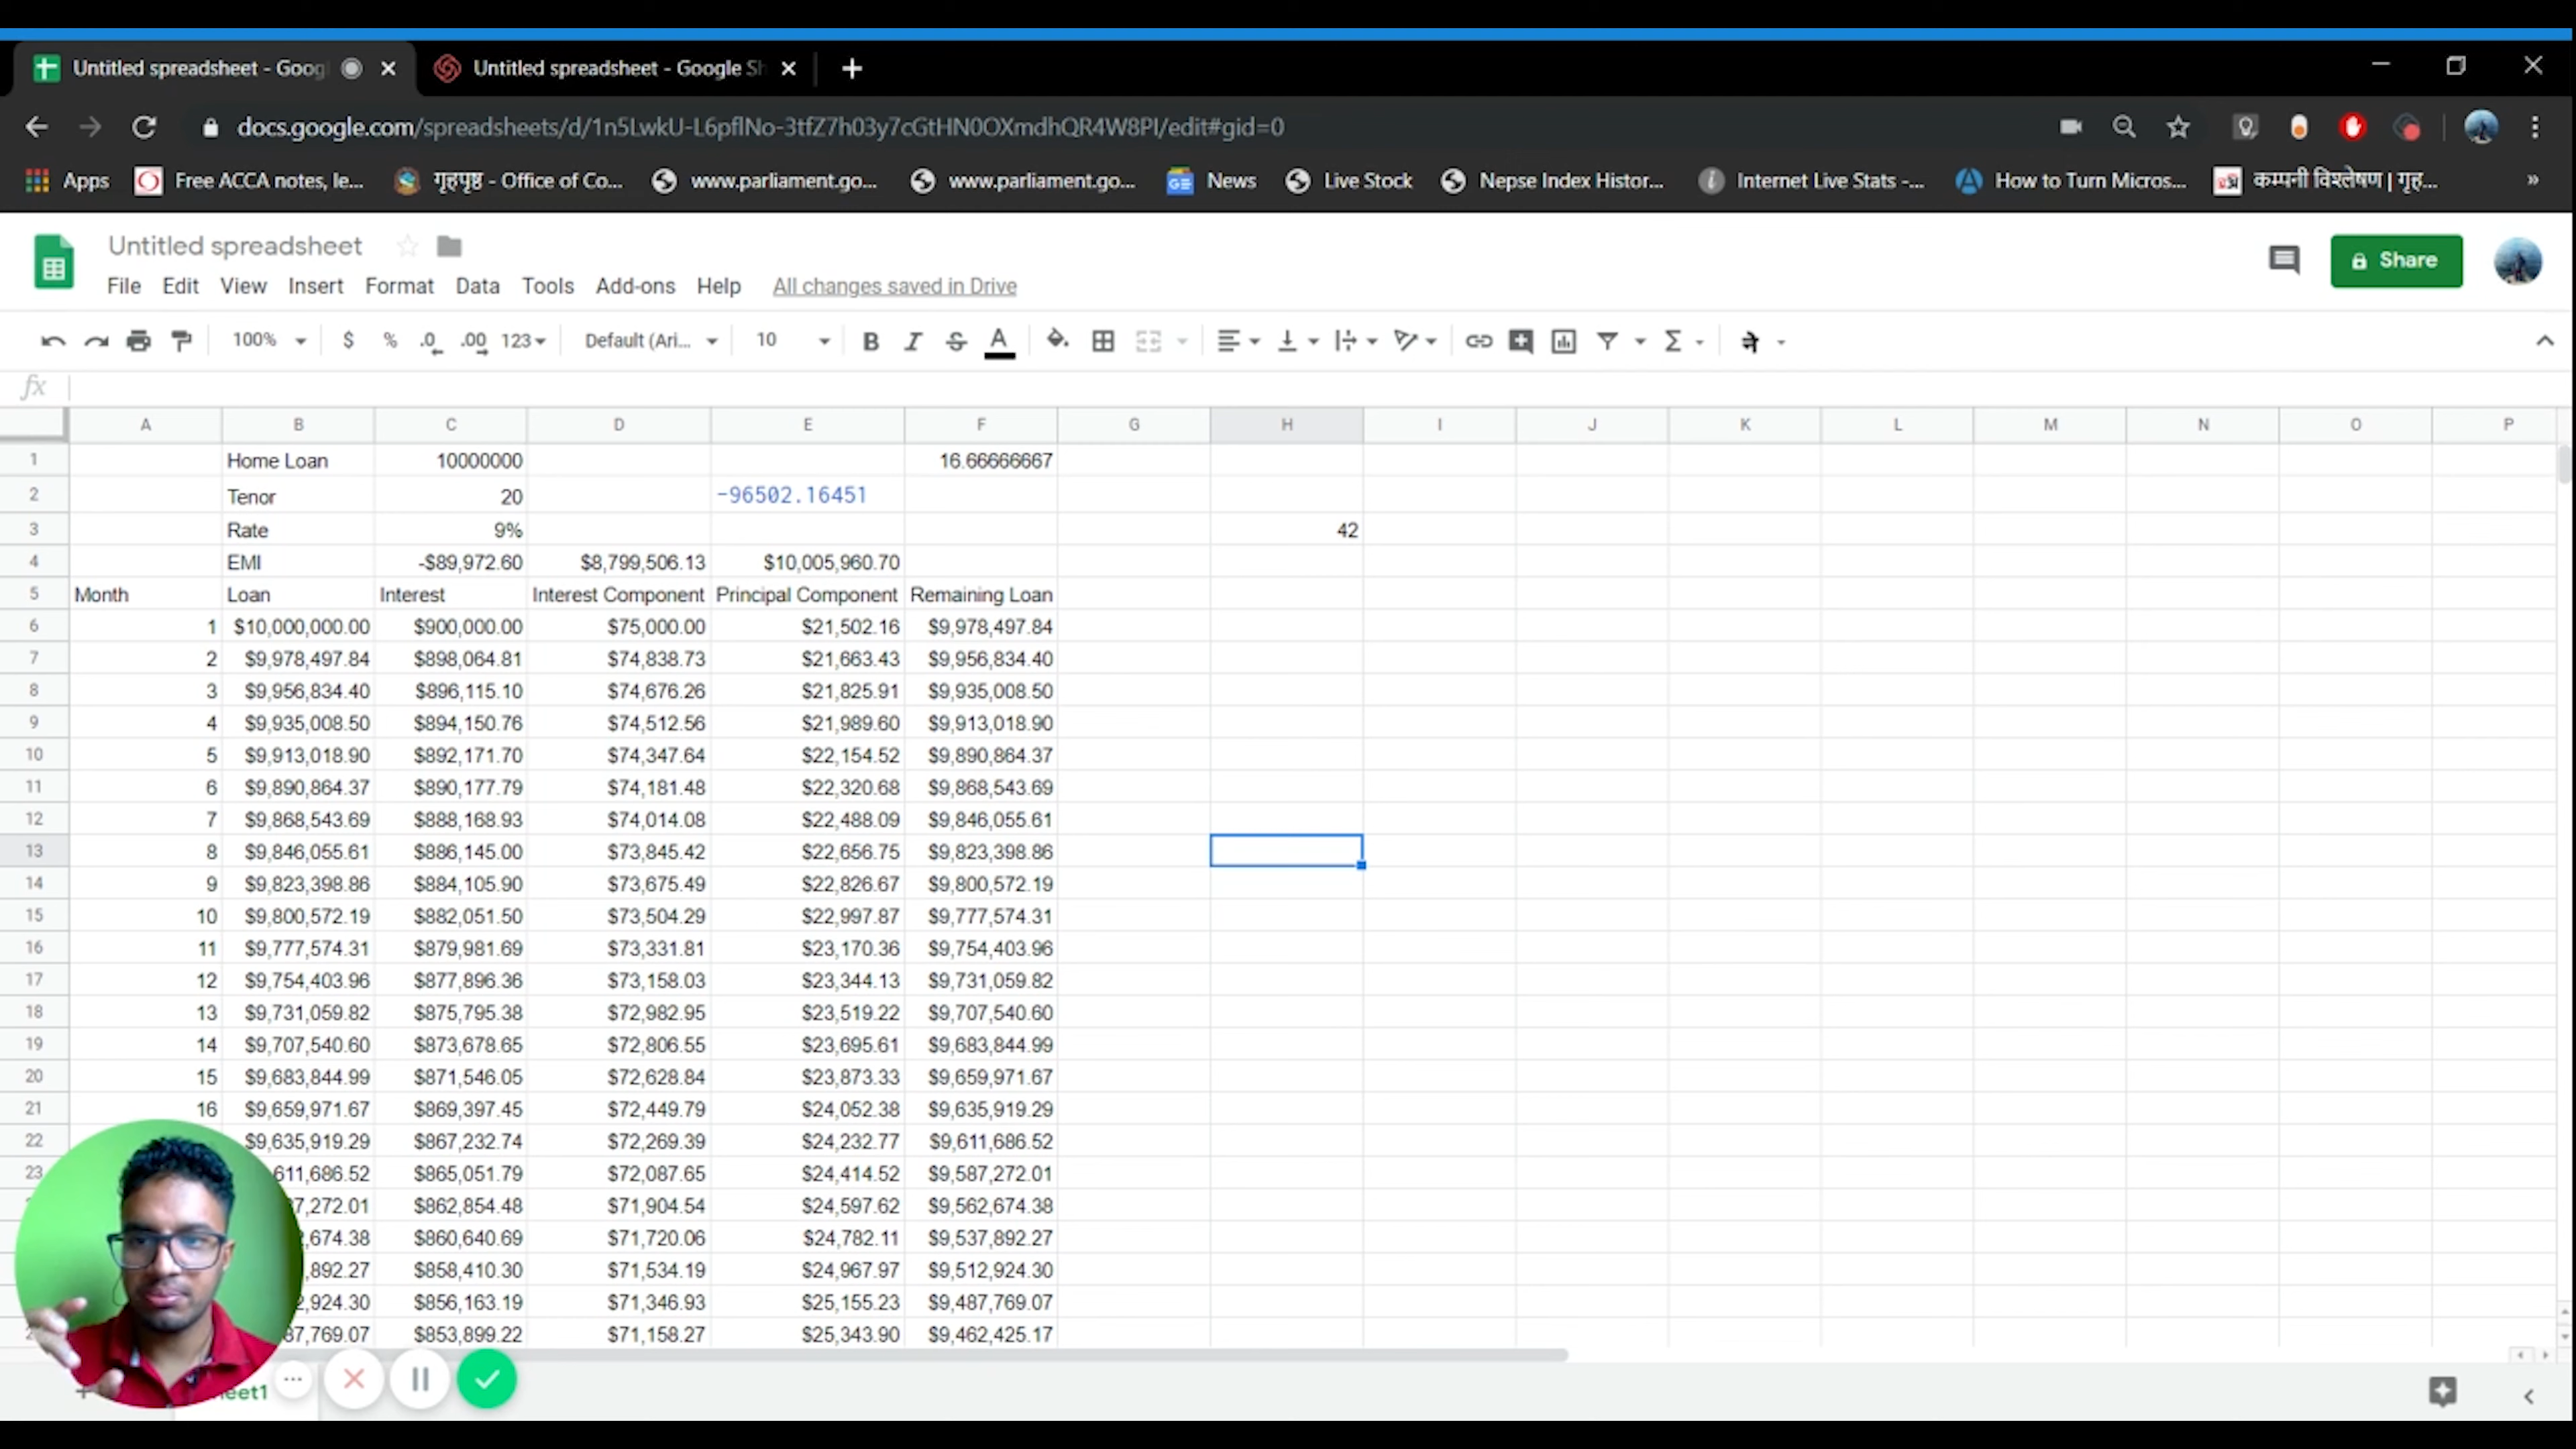 Untitled spreadsheet - Goog
Untitled spreadsheet - Google Sh
docs.google.com/spreadsheets/d/1n5LwkU-L6pflNo-3tfZ7h03y7cGtHN0OXmdhQR4W8PI/edit#gid=0
Apps Free ACCA notes, le... गृहपृष्ठ - Office of Co... www.parliament.go... www.parliament.go... News Live Stock Nepse Index Histor... Internet Live Stats -... How to Turn Micros... कम्पनी विश्लेषण | गृह... »
Untitled spreadsheet
Share
File Edit View Insert Format Data Tools Add-ons Help All changes saved in Drive
100% $ % .0 .00 123 Default (Ari... 10 B I S A Σ ने
fx
A B C D E F G H I J K L M N O P
1 Home Loan 10000000 16.66666667
2 Tenor 20 -96502.16451
3 Rate 9% 42
4 EMI -$89,972.60 $8,799,506.13 $10,005,960.70
5 Month Loan Interest Interest Component Principal Component Remaining Loan
6 1 $10,000,000.00 $900,000.00 $75,000.00 $21,502.16 $9,978,497.84
7 2 $9,978,497.84 $898,064.81 $74,838.73 $21,663.43 $9,956,834.40
8 3 $9,956,834.40 $896,115.10 $74,676.26 $21,825.91 $9,935,008.50
9 4 $9,935,008.50 $894,150.76 $74,512.56 $21,989.60 $9,913,018.90
10 5 $9,913,018.90 $892,171.70 $74,347.64 $22,154.52 $9,890,864.37
11 6 $9,890,864.37 $890,177.79 $74,181.48 $22,320.68 $9,868,543.69
12 7 $9,868,543.69 $888,168.93 $74,014.08 $22,488.09 $9,846,055.61
13 8 $9,846,055.61 $886,145.00 $73,845.42 $22,656.75 $9,823,398.86
14 9 $9,823,398.86 $884,105.90 $73,675.49 $22,826.67 $9,800,572.19
15 10 $9,800,572.19 $882,051.50 $73,504.29 $22,997.87 $9,777,574.31
16 11 $9,777,574.31 $879,981.69 $73,331.81 $23,170.36 $9,754,403.96
17 12 $9,754,403.96 $877,896.36 $73,158.03 $23,344.13 $9,731,059.82
18 13 $9,731,059.82 $875,795.38 $72,982.95 $23,519.22 $9,707,540.60
19 14 $9,707,540.60 $873,678.65 $72,806.55 $23,695.61 $9,683,844.99
20 15 $9,683,844.99 $871,546.05 $72,628.84 $23,873.33 $9,659,971.67
21 16 $9,659,971.67 $869,397.45 $72,449.79 $24,052.38 $9,635,919.29
22 $9,635,919.29 $867,232.74 $72,269.39 $24,232.77 $9,611,686.52
23 611,686.52 $865,051.79 $72,087.65 $24,414.52 $9,587,272.01
7,272.01 $862,854.48 $71,904.54 $24,597.62 $9,562,674.38
,674.38 $860,640.69 $71,720.06 $24,782.11 $9,537,892.27
,892.27 $858,410.30 $71,534.19 $24,967.97 $9,512,924.30
2,924.30 $856,163.19 $71,346.93 $25,155.23 $9,487,769.07
87,769.07 $853,899.22 $71,158.27 $25,343.90 $9,462,425.17
eet1